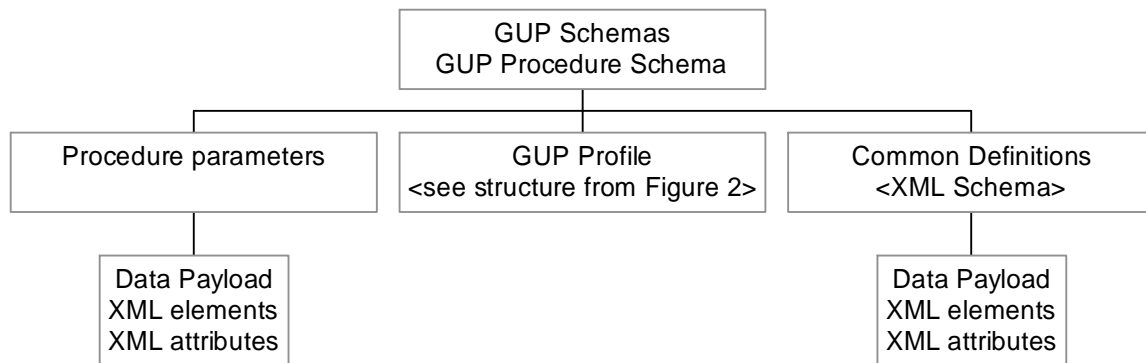 GUP Schemas
GUP Procedure Schema
Procedure parameters
GUP Profile
<see structure from Figure 2>
Common Definitions
<XML Schema>
Data Payload
XML elements
XML attributes
Data Payload
XML elements
XML attributes